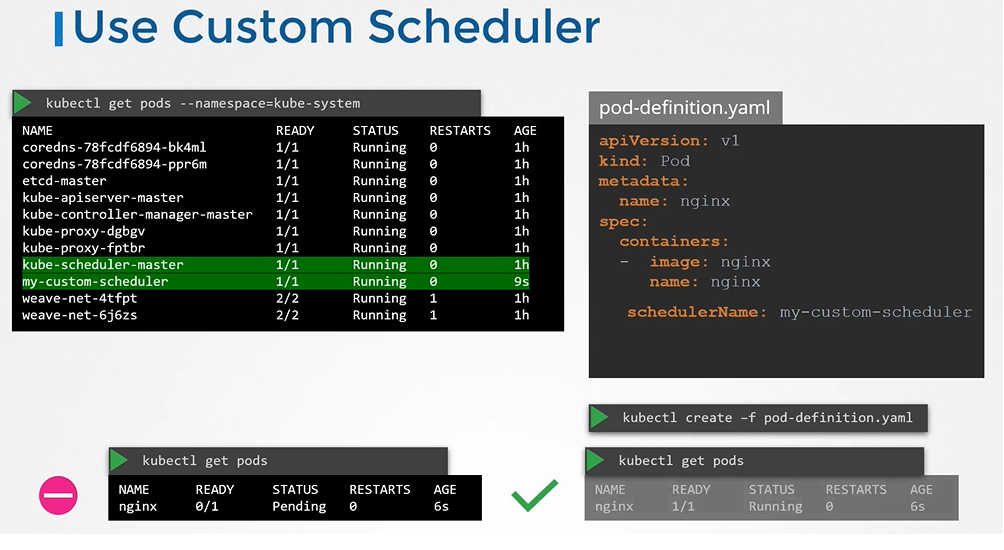 Use Custom Scheduler
kubectl get pods --namespace=kube-system
NAME READY STATUS RESTARTS AGE
coredns-78fcdf6894-bk4ml 1/1 Running 0 1h
coredns-78fcdf6894-ppr6m 1/1 Running 0 1h
etcd-master 1/1 Running 0 1h
kube-apiserver-master 1/1 Running 0 1h
kube-controller-manager-master 1/1 Running 0 1h
kube-proxy-dgbgv 1/1 Running 0 1h
kube-proxy-fptbr 1/1 Running 0 1h
kube-scheduler-master 1/1 Running 0 1h
my-custom-scheduler 1/1 Running 0 9s
weave-net-4tfpt 2/2 Running 1 1h
weave-net-6j6zs 2/2 Running 1 1h
pod-definition.yaml
apiVersion: v1
kind: Pod
metadata:
  name: nginx
spec:
  containers:
  - image: nginx
    name: nginx
  schedulerName: my-custom-scheduler
kubectl create –f pod-definition.yaml
kubectl get pods
NAME READY STATUS RESTARTS AGE
nginx 0/1 Pending 0 6s
kubectl get pods
NAME READY STATUS RESTARTS AGE
nginx 1/1 Running 0 6s